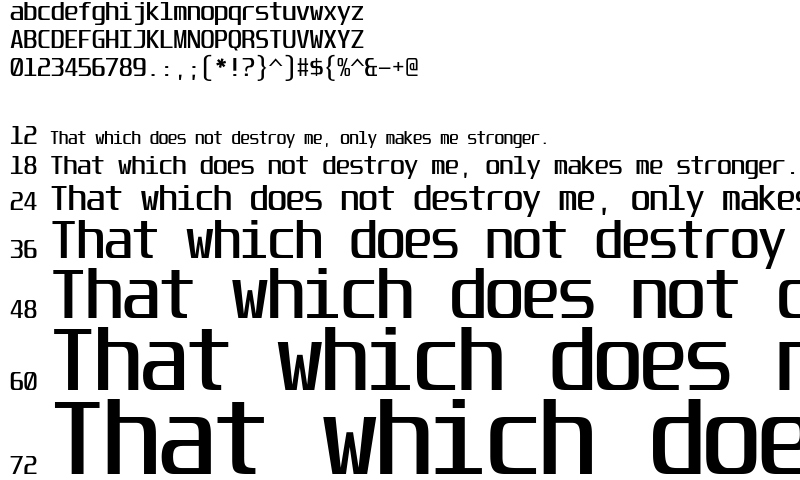 abcdefghijklmnopqrstuvwxyz
ABCDEFGHIJKLMNOPQRSTUVWXYZ
0123456789.:,;(*!?}^)#${%^&-+@
12 That which does not destroy me, only makes me stronger.
18 That which does not destroy me, only makes me stronger.
24 That which does not destroy me, only makes
36 That which does not destroy
48 That which does not d
60 That which does n
72 That which doe